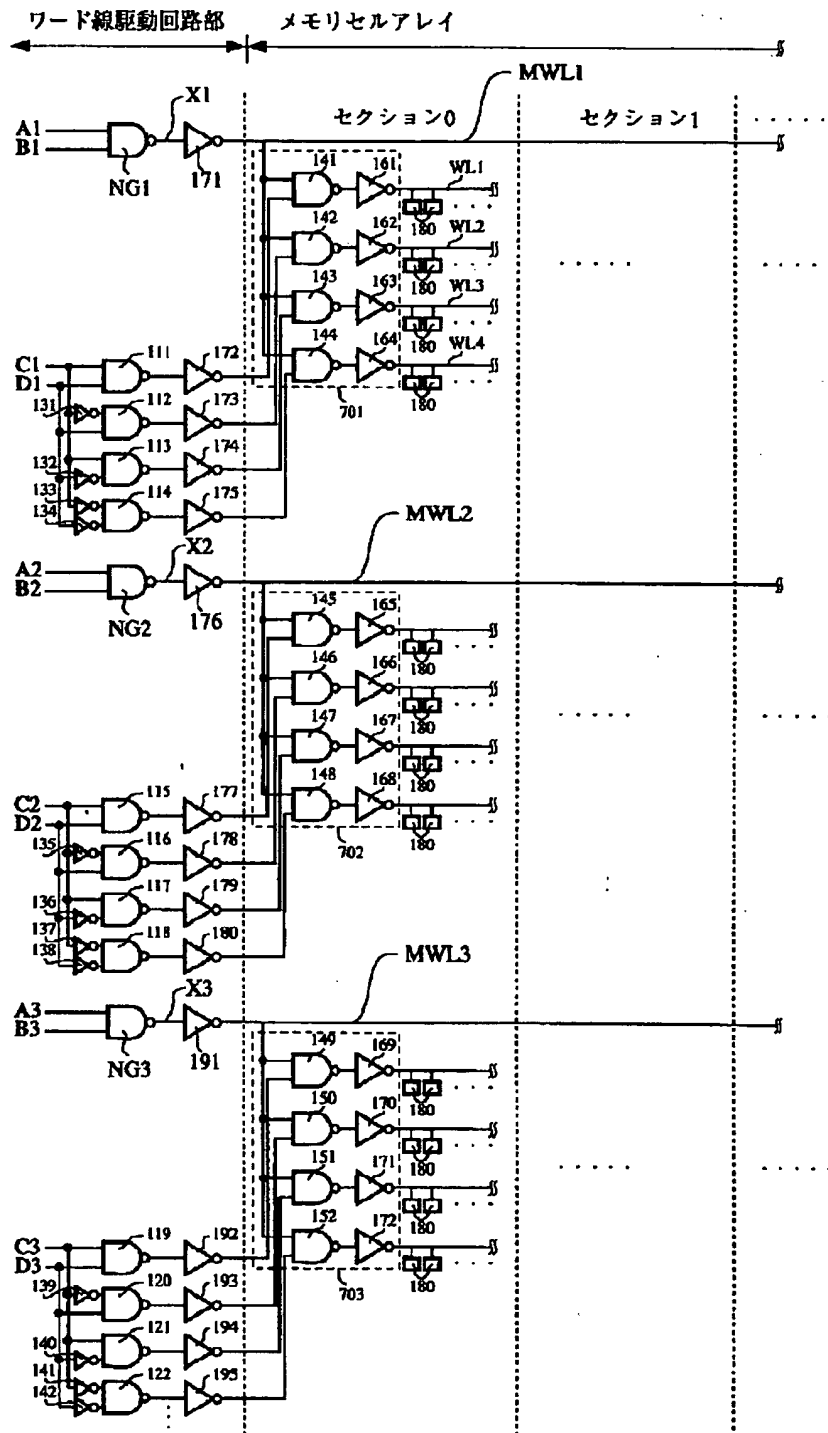 ワード線駆動回路部 メモリセルアレイ
MWL1
X1
セクション0 セクション1
A1
B1
NG1
171
141 161
WL1
180
142 162
WL2
180
143 163
WL3
180
144 164
WL4
180
701
C1
D1
111 172
131
112 173
132
113 174
133
134
114 175
MWL2
X2
A2
B2
NG2
176
145 165
180
146 166
180
147 167
180
148 168
180
702
C2
D2
115 177
135
116 178
136
117 179
137
138
118 180
MWL3
X3
A3
B3
NG3
191
149 169
180
150 170
180
151 171
180
152 172
180
703
C3
D3
119 192
139
120 193
140
121 194
141
142
122 195